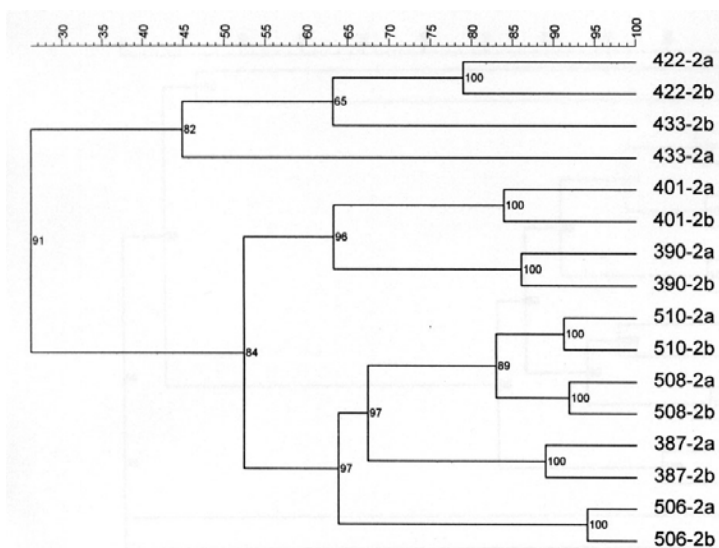 30 35 40 45 50 55 60 65 70 75 80 85 90 95 100
422-2a
100
422-2b
65
433-2b
82
433-2a
401-2a
100
401-2b
91
96
390-2a
100
390-2b
510-2a
100
84
510-2b
89
508-2a
100
508-2b
97
387-2a
97
100
387-2b
506-2a
100
506-2b